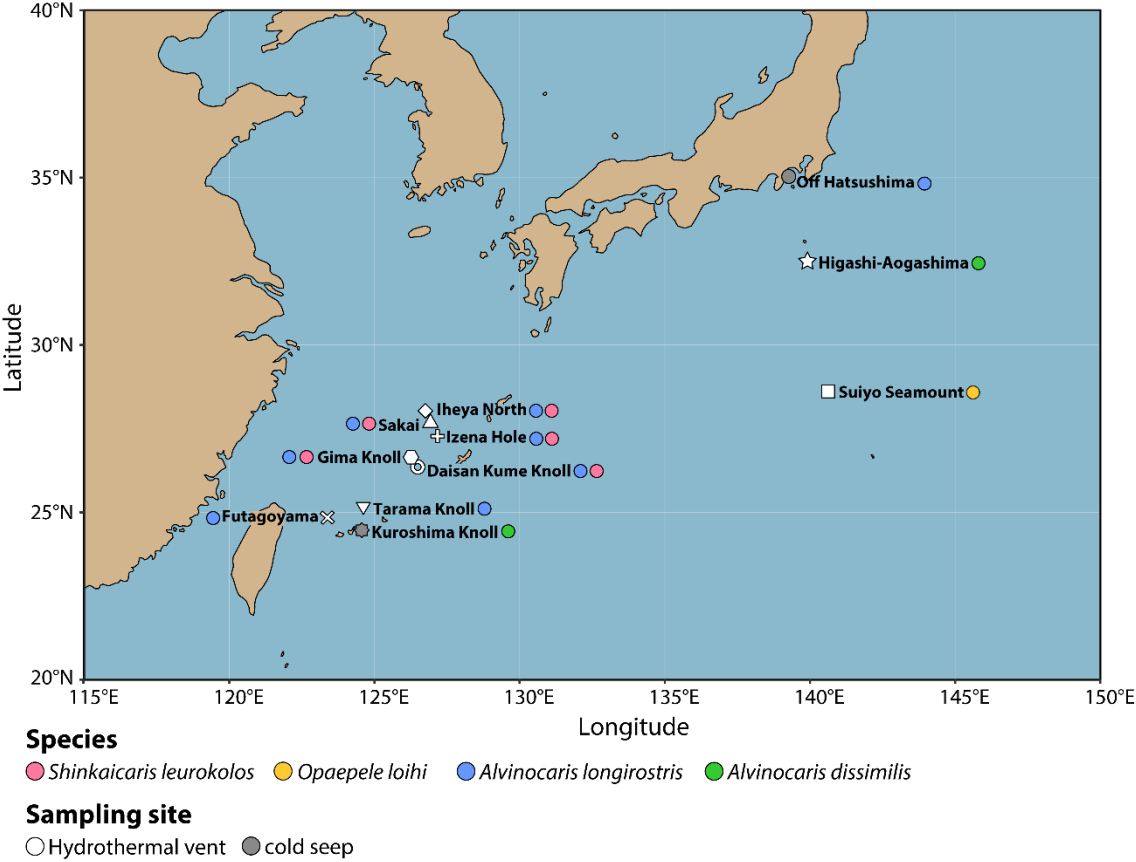 40°N
35°N
30°N
25°N
20°N
Latitude
Off Hatsushima
Higashi-Aogashima
Suiyo Seamount
Iheya North
Sakai
Izena Hole
Gima Knoll
Daisan Kume Knoll
Tarama Knoll
Futagoyama
Kuroshima Knoll
115°E 120°E 125°E 130°E 135°E 140°E 145°E 150°E
Longitude
Species
Shinkaicaris leurokolos Opaepele loihi Alvinocaris longirostris Alvinocaris dissimilis
Sampling site
Hydrothermal vent cold seep